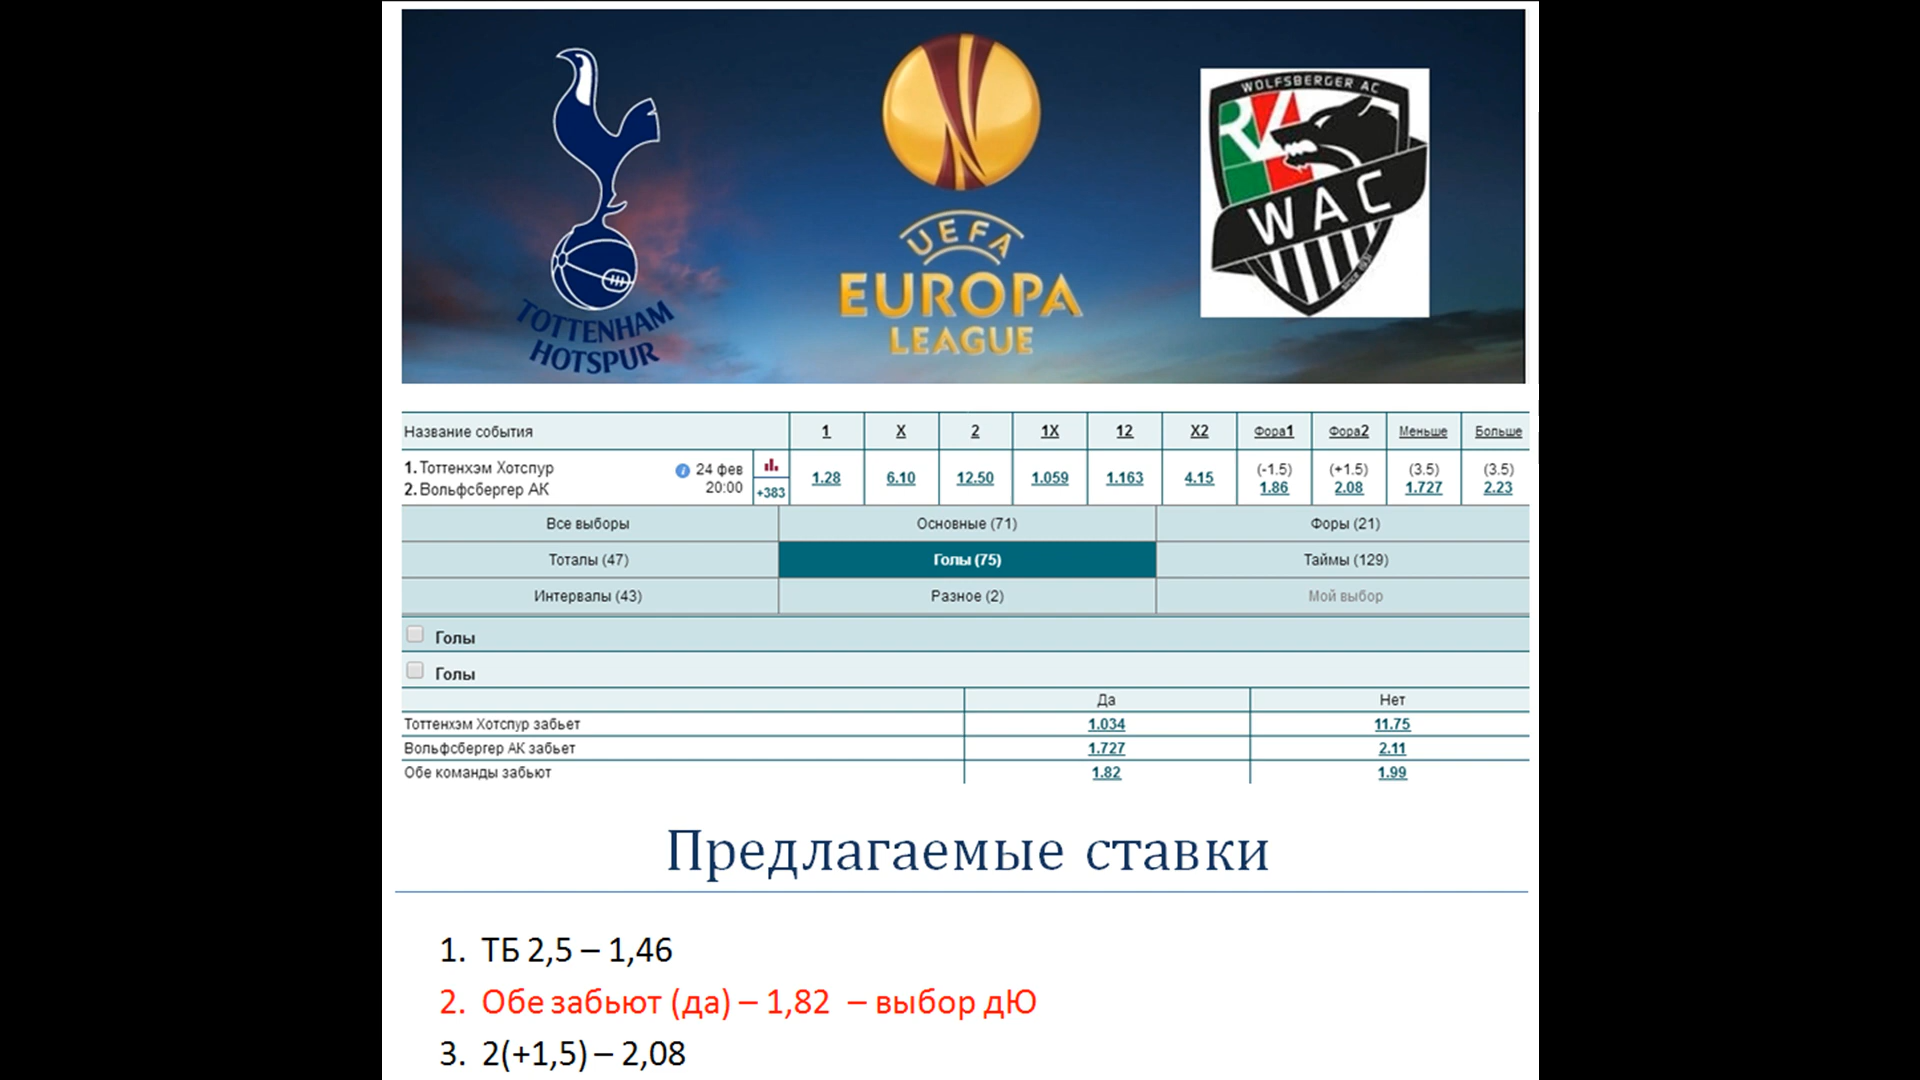 TOTTENHAM
HOTSPUR
UEFA
EUROPA
LEAGUE
WOLFSBERGER AC
WAC
Название события 1 X 2 1X 12 X2 Фора1 Фора2 Меньше Больше
1. Тоттенхэм Хотспур 24 фев (-1.5) (+1.5) (3.5) (3.5)
2. Вольфсбергер АК 20:00 +383 1.28 6.10 12.50 1.059 1.163 4.15 1.86 2.08 1.727 2.23
Все выборы Основные (71) Форы (21)
Тоталы (47) Голы (75) Таймы (129)
Интервалы (43) Разное (2) Мой выбор
Голы
Голы
Да Нет
Тоттенхэм Хотспур забьет 1.034 11.75
Вольфсбергер АК забьет 1.727 2.11
Обе команды забьют 1.82 1.99
Предлагаемые ставки
1. ТБ 2,5 – 1,46
2. Обе забьют (да) – 1,82 – выбор дЮ
3. 2(+1,5) – 2,08